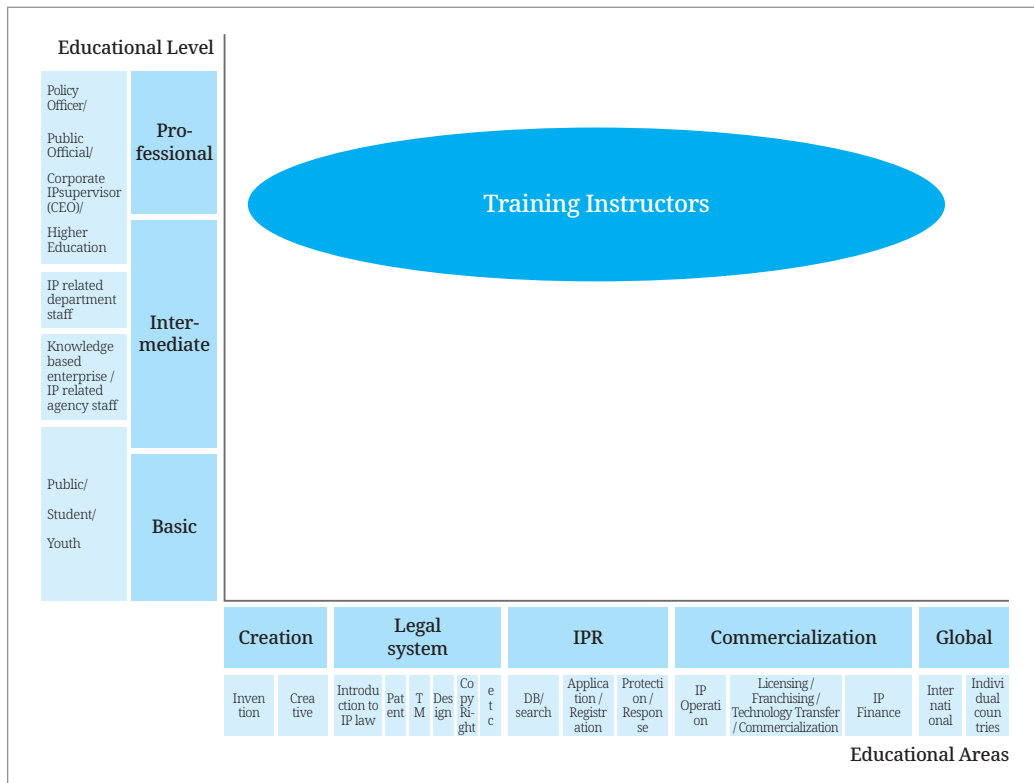 Educational Level
Policy
Officer/
Public
Official/
Corporate
IPsupervisor
(CEO)/
Higher
Education
IP related
department
staff
Knowledge
based
enterprise /
IP related
agency staff
Public/
Student/
Youth
Pro-
fessional
Inter-
mediate
Basic
Training Instructors
Creation
Legal
system
IPR
Commercialization
Global
Inven
tion
Crea
tive
Introdu
ction to
IP law
Pat
ent
T
M
Des
ign
Co
py
Ri-
ght
e
t
c
DB/
search
Applica
tion /
Registr
ation
Protecti
on /
Respon
se
IP
Operati
on
Licensing /
Franchising /
Technology Transfer
/ Commercialization
IP
Finance
Inter
nati
onal
Indivi
dual
coun
tries
Educational Areas